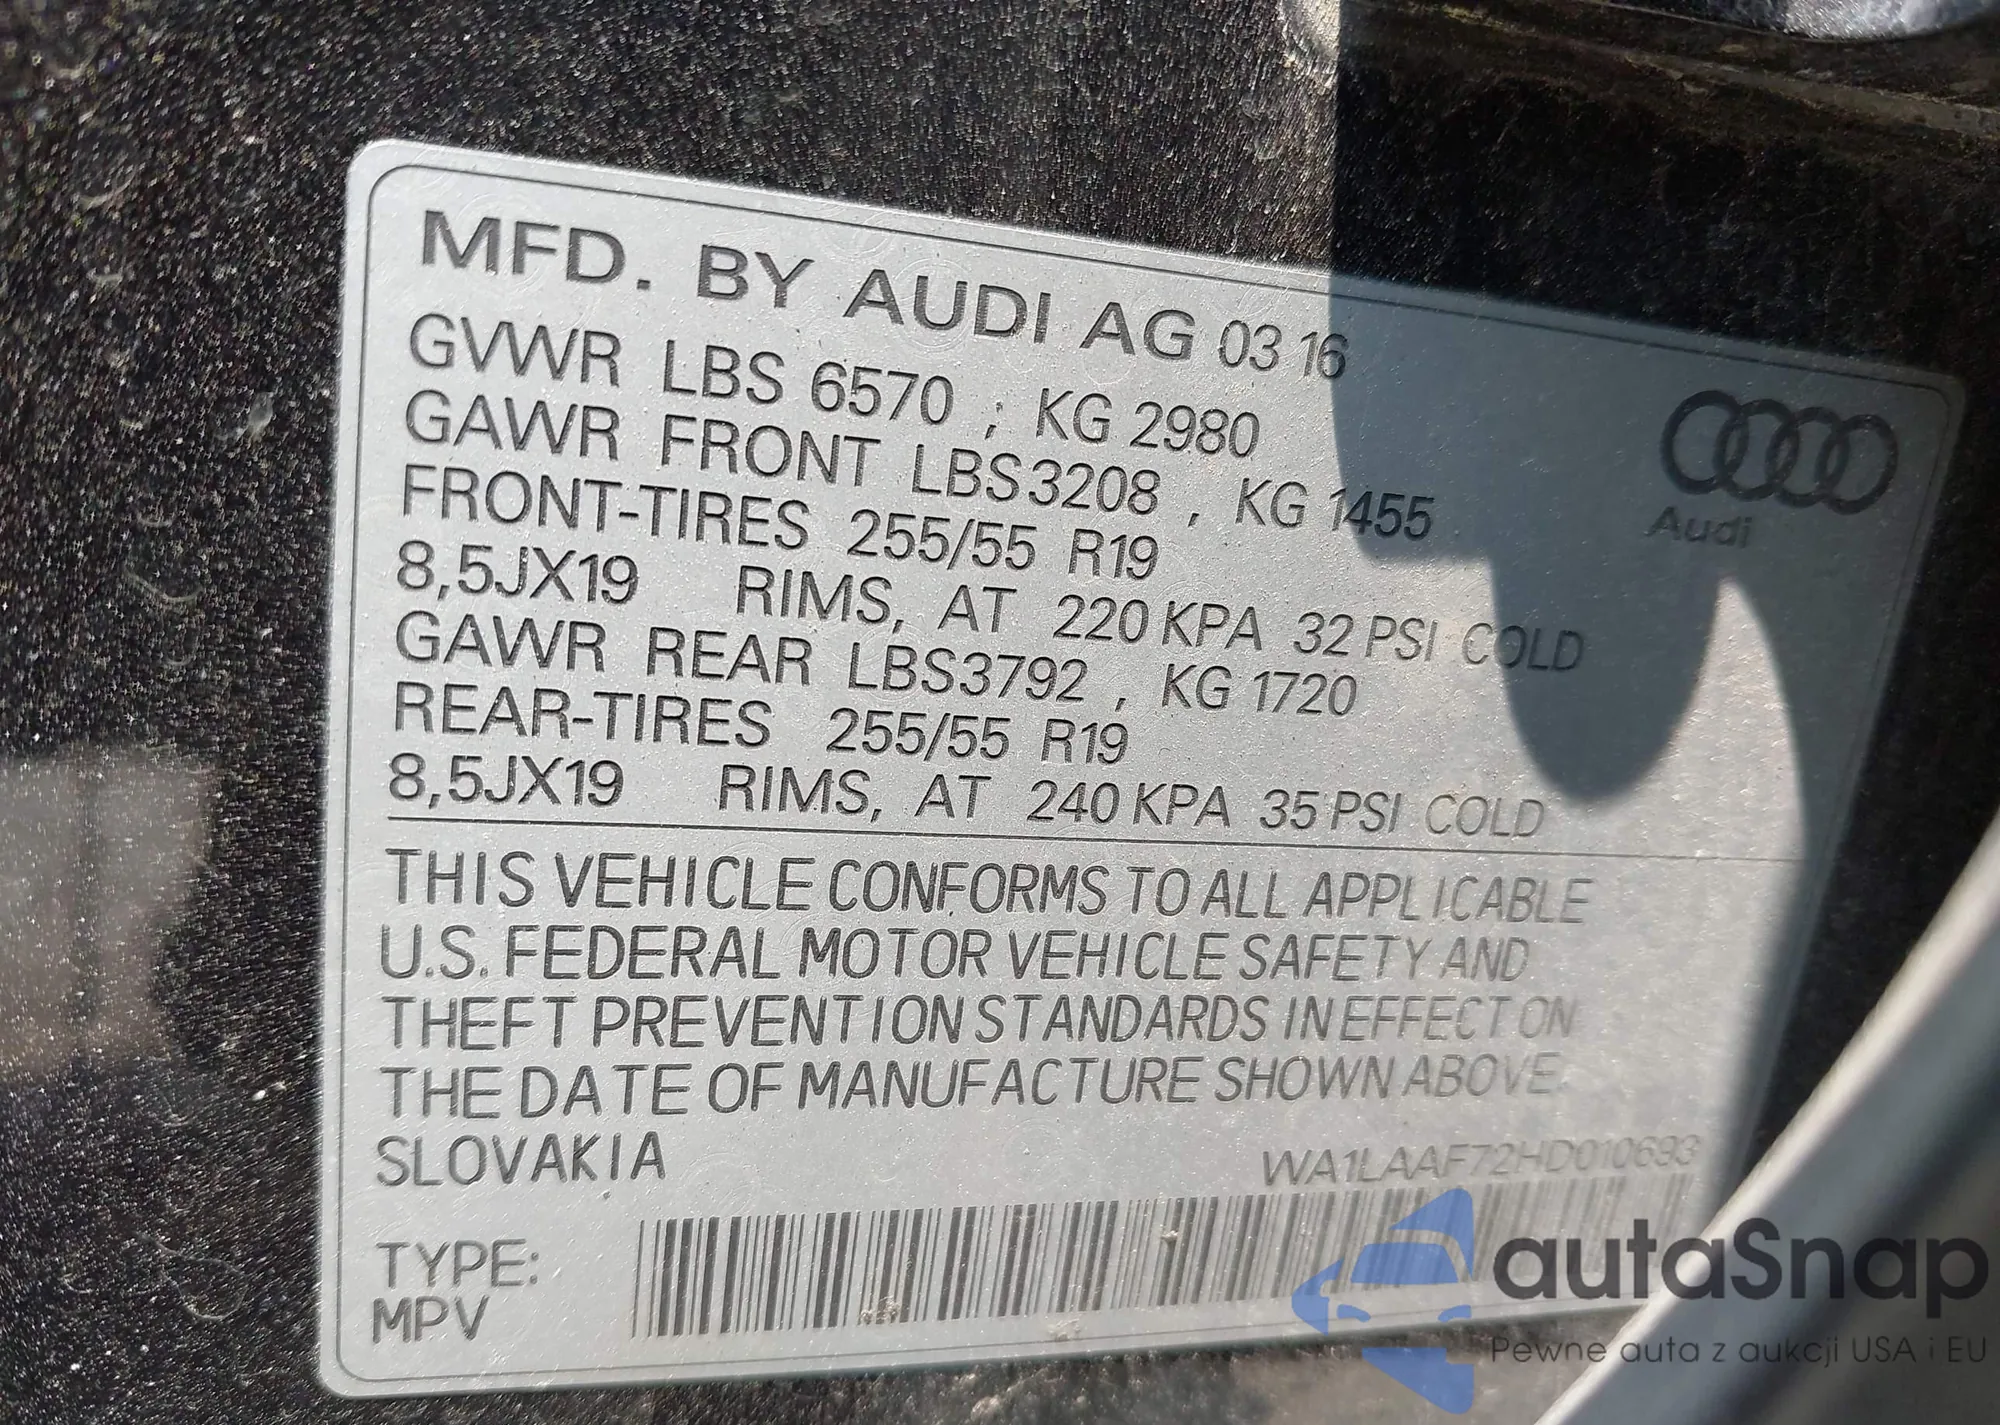 MFD. BY AUDI AG 03 16
GVWR LBS 6570 , KG 2980
GAWR FRONT LBS3208 , KG 1455
FRONT-TIRES 255/55 R19
8,5JX19 RIMS, AT 220 KPA 32 PSI COLD
GAWR REAR LBS3792 , KG 1720
REAR-TIRES 255/55 R19
8,5JX19 RIMS, AT 240 KPA 35 PSI COLD
Audi
THIS VEHICLE CONFORMS TO ALL APPLICABLE
U.S. FEDERAL MOTOR VEHICLE SAFETY AND
THEFT PREVENTION STANDARDS IN EFFECT ON
THE DATE OF MANUFACTURE SHOWN ABOVE.
SLOVAKIA WA1LAAF72HD010693
TYPE:
MPV
autaSnap
Pewne auta z aukcji USA i EU